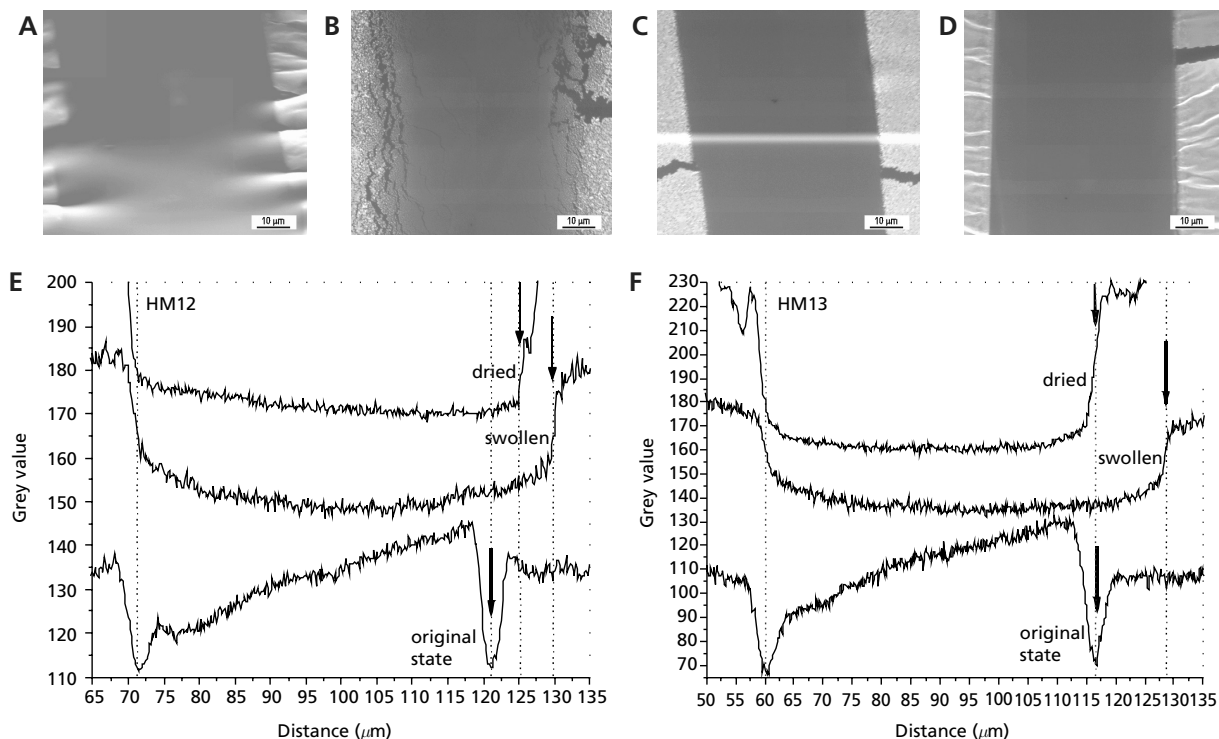 A
B
C
D
10 μm
10 μm
10 μm
10 μm
E
HM12
200
190
180
170
160
150
140
130
120
110
Grey value
dried
swollen
original
state
65 70 75 80 85 90 95 100 105 110 115 120 125 130 135
Distance (μm)
F
HM13
230
220
210
200
190
180
170
160
150
140
130
120
110
100
90
80
70
Grey value
dried
swollen
original
state
50 55 60 65 70 75 80 85 90 95 100 105 110 115 120 125 130 135
Distance (μm)